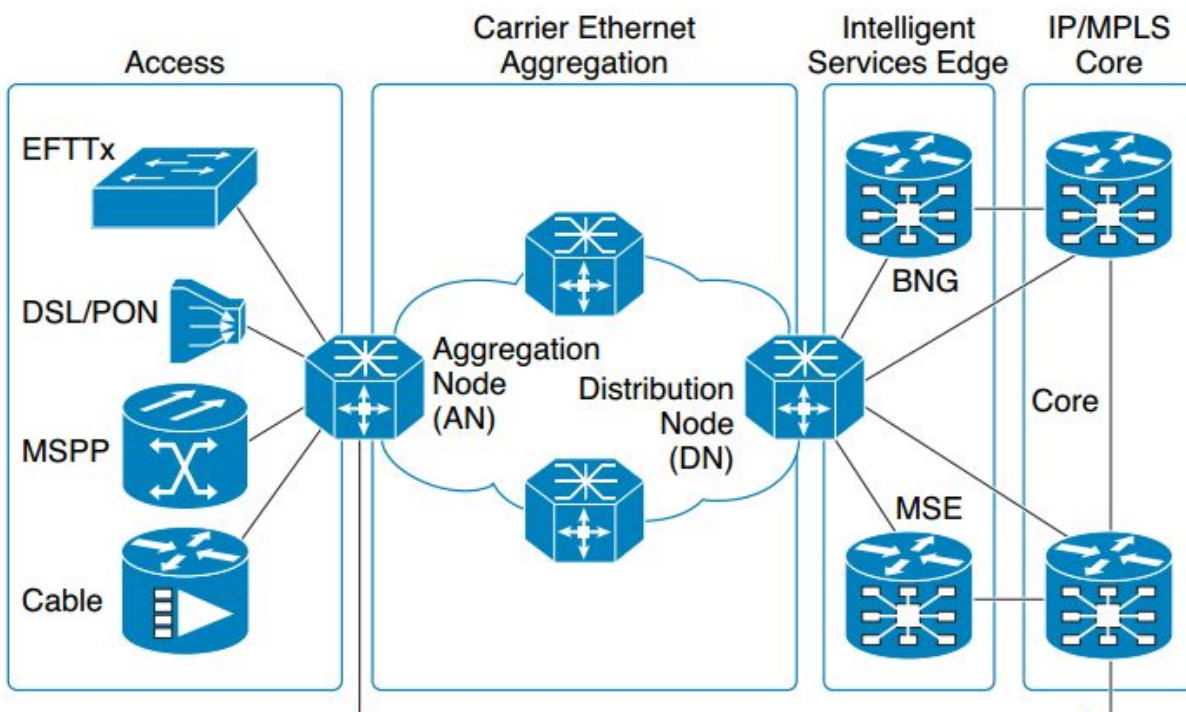 Access
Carrier Ethernet
Aggregation
Intelligent
Services Edge
IP/MPLS
Core
EFTTx
DSL/PON
MSPP
Cable
Aggregation
Node
(AN)
Distribution
Node
(DN)
BNG
MSE
Core